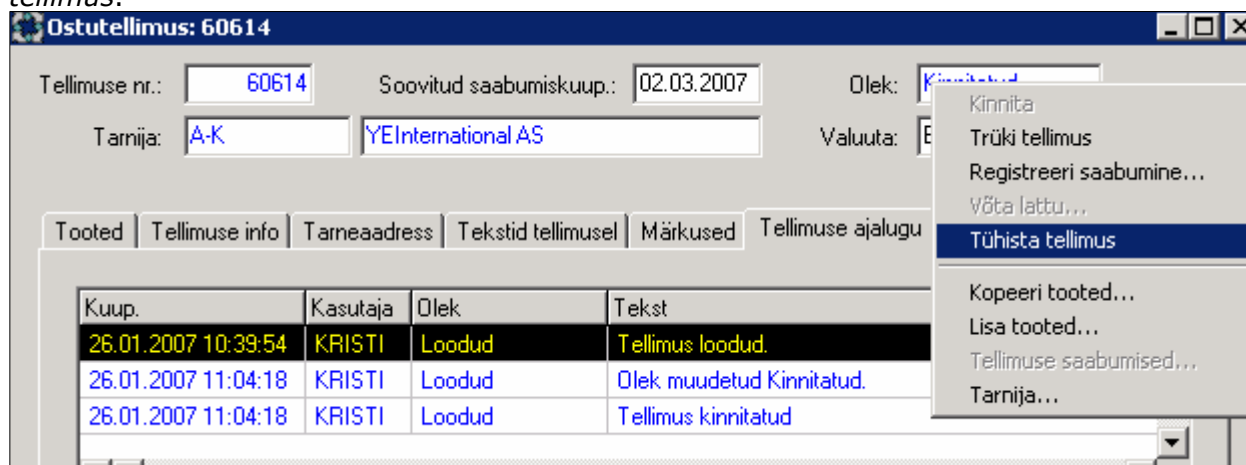 tellimus.
Ostutellimus: 60614
Tellimuse nr.: 60614 Soovitud saabumiskuup.: 02.03.2007 Olek: Kinnitatud
Tarnija: A-K YEInternational AS Valuuta: E
Kinnita
Trüki tellimus
Registreeri saabumine...
Võta lattu...
Tühista tellimus
Kopeeri tooted...
Lisa tooted...
Tellimuse saabumised...
Tarnija...
Tooted Tellimuse info Tarneaadress Tekstid tellimusel Märkused Tellimuse ajalugu
Kuup. Kasutaja Olek Tekst
26.01.2007 10:39:54 KRISTI Loodud Tellimus loodud.
26.01.2007 11:04:18 KRISTI Loodud Olek muudetud Kinnitatud.
26.01.2007 11:04:18 KRISTI Loodud Tellimus kinnitatud